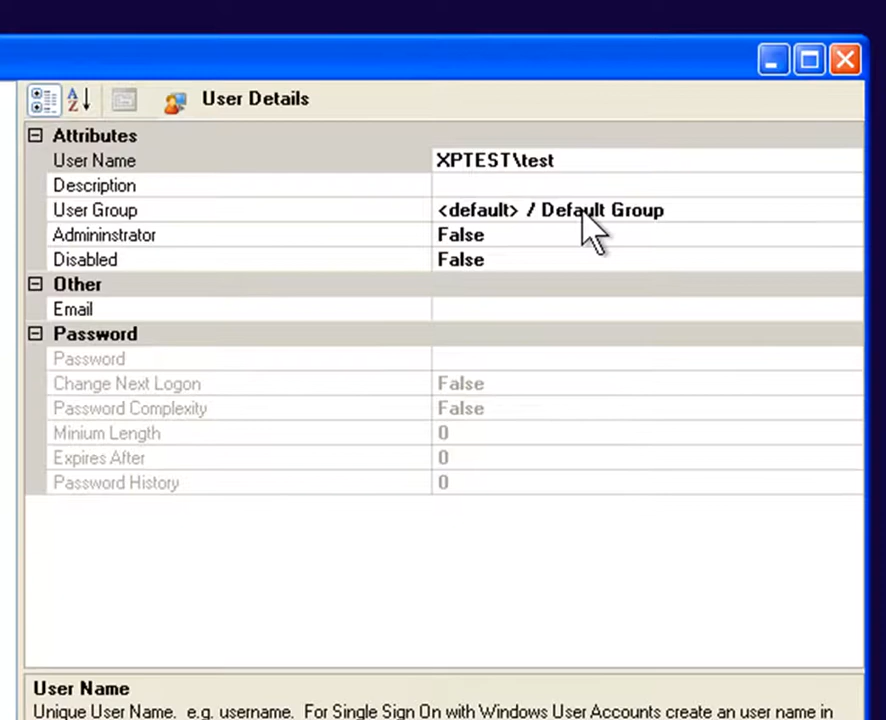 User Details
Attributes
User Name XPTEST\test
Description
User Group <default> / Default Group
Admininstrator False
Disabled False
Other
Email
Password
Password
Change Next Logon False
Password Complexity False
Minium Length 0
Expires After 0
Password History 0
User Name
Unique User Name. e.g. username. For Single Sign On with Windows User Accounts create an user name in